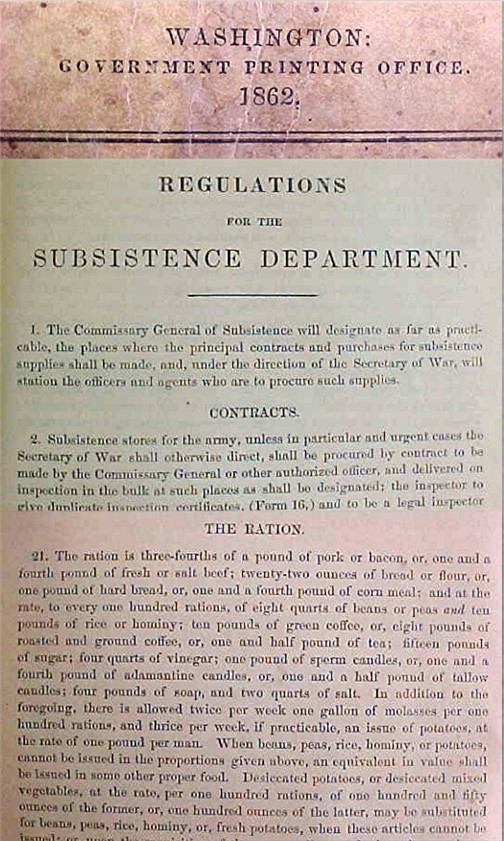 WASHINGTON:
GOVERNMENT PRINTING OFFICE.
1862.
REGULATIONS
FOR THE
SUBSISTENCE DEPARTMENT.
1. The Commissary General of Subsistence will designate as far as practi-
cable, the places where the principal contracts and purchases for subsistence
supplies shall be made, and, under the direction of the Secretary of War, will
station the officers and agents who are to procure such supplies.
CONTRACTS.
2. Subsistence stores for the army, unless in particular and urgent cases the
Secretary of War shall otherwise direct, shall be procured by contract to be
made by the Commissary General or other authorized officer, and delivered on
inspection in the bulk at such places as shall be designated; the inspector to
give duplicate inspection certificates, (Form 16,) and to be a legal inspector
THE RATION.
21. The ration is three-fourths of a pound of pork or bacon, or, one and a
fourth pound of fresh or salt beef; twenty-two ounces of bread or flour, or,
one pound of hard bread, or, one and a fourth pound of corn meal: and at the
rate, to every one hundred rations, of eight quarts of beans or peas and ten
pounds of rice or hominy; ten pounds of green coffee, or, eight pounds of
roasted and ground coffee, or, one and half pound of tea; fifteen pounds
of sugar; four quarts of vinegar; one pound of sperm candles, or, one and a
fourth pound of adamantine candles, or, one and a half pound of tallow
candles; four pounds of soap, and two quarts of salt. In addition to the
foregoing, there is allowed twice per week one gallon of molasses per one
hundred rations, and thrice per week, if practicable, an issue of potatoes, at
the rate of one pound per man. When beans, peas, rice, hominy, or potatoes,
cannot be issued in the proportions given above, an equivalent in value shall
be issued in some other proper food. Desiccated potatoes, or desiccated mixed
vegetables, at the rate, per one hundred rations, of one hundred and fifty
ounces of the former, or, one hundred ounces of the latter, may be substituted
for beans, peas, rice, hominy, or, fresh potatoes, when these articles cannot be